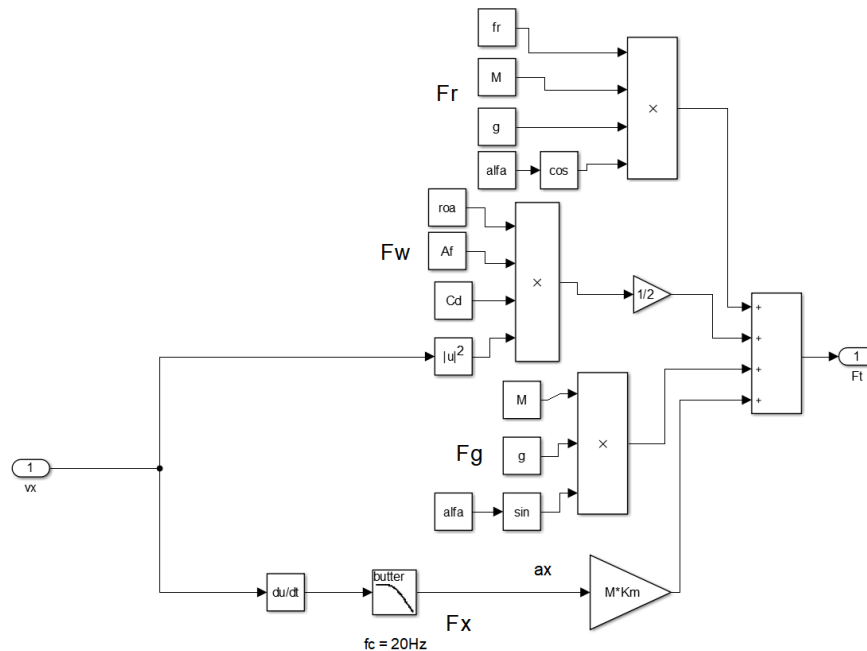 fr
M
Fr
g
×
alfa
cos
roa
Fw
Af
×
1/2
Cd
|u|²
+
+
+
+
1
Ft
M
Fg
g
×
1
vx
alfa
sin
butter
ax
du/dt
M*Km
Fx
fc = 20Hz